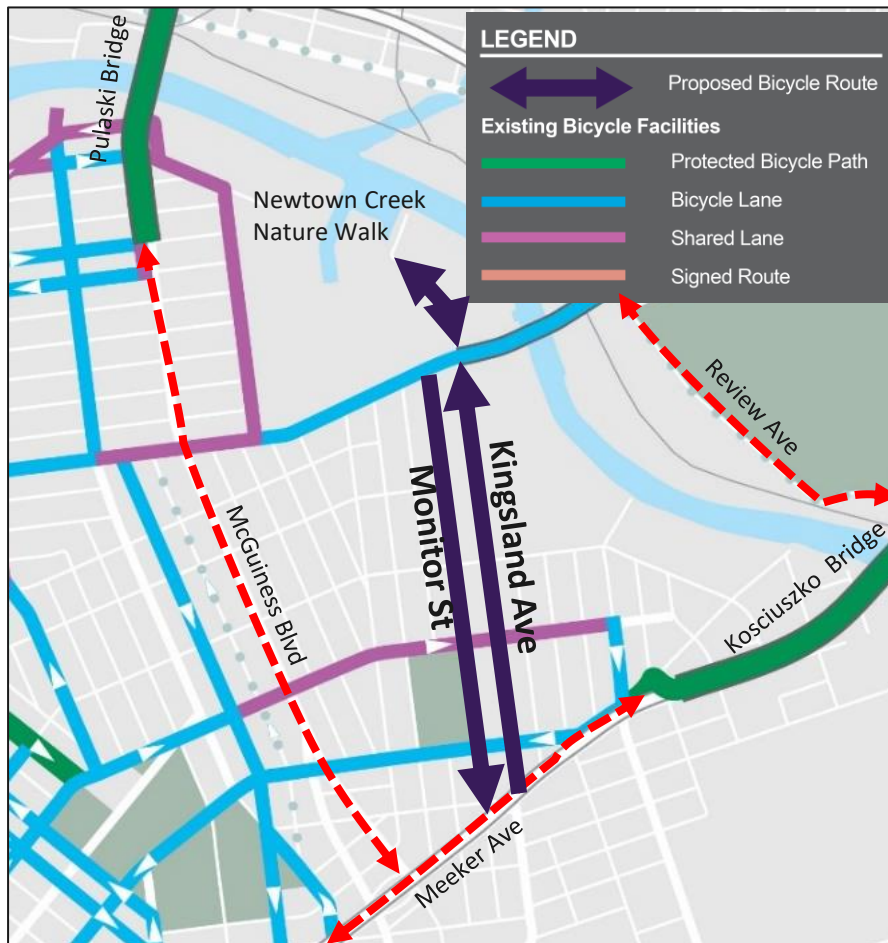 LEGEND
Proposed Bicycle Route
Existing Bicycle Facilities
Protected Bicycle Path
Bicycle Lane
Shared Lane
Signed Route
Pulaski Bridge
Newtown Creek
Nature Walk
Review Ave
Kingsland Ave
Monitor St
McGuiness Blvd
Kosciuszko Bridge
Meeker Ave